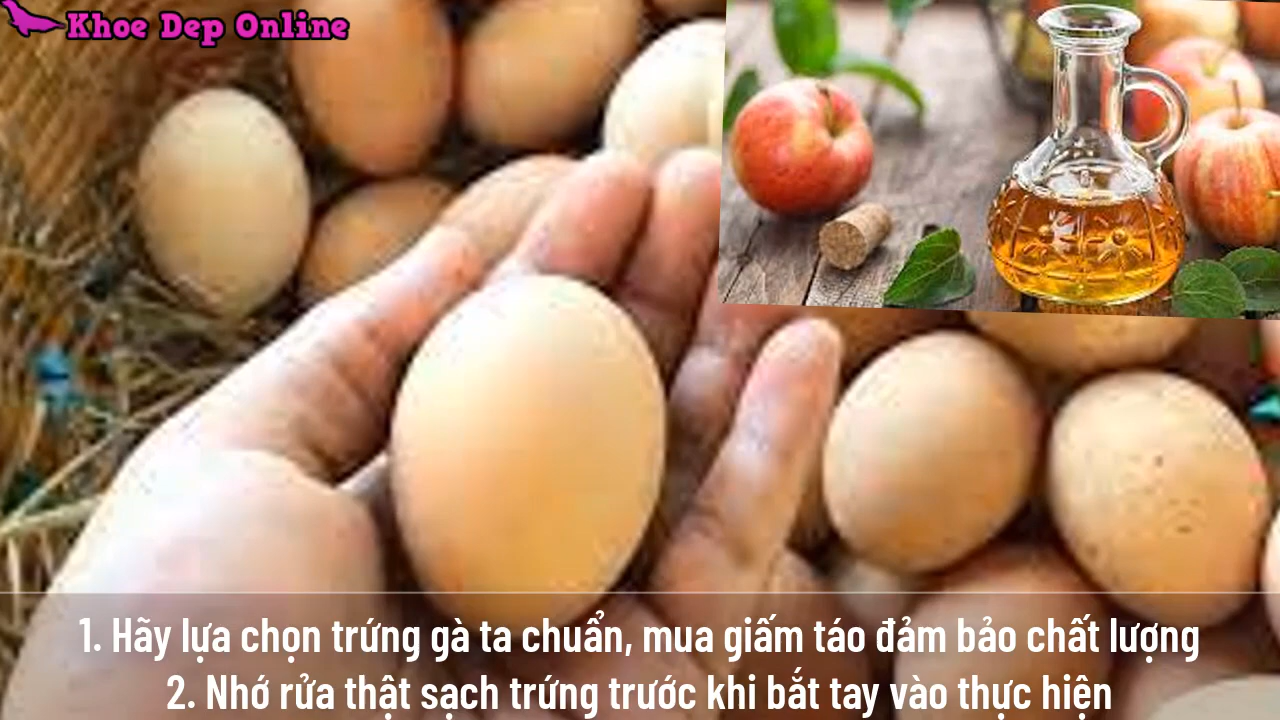 Khoe Dep Online
1. Hãy lựa chọn trứng gà ta chuẩn, mua giấm táo đảm bảo chất lượng
2. Nhớ rửa thật sạch trứng trước khi bắt tay vào thực hiện